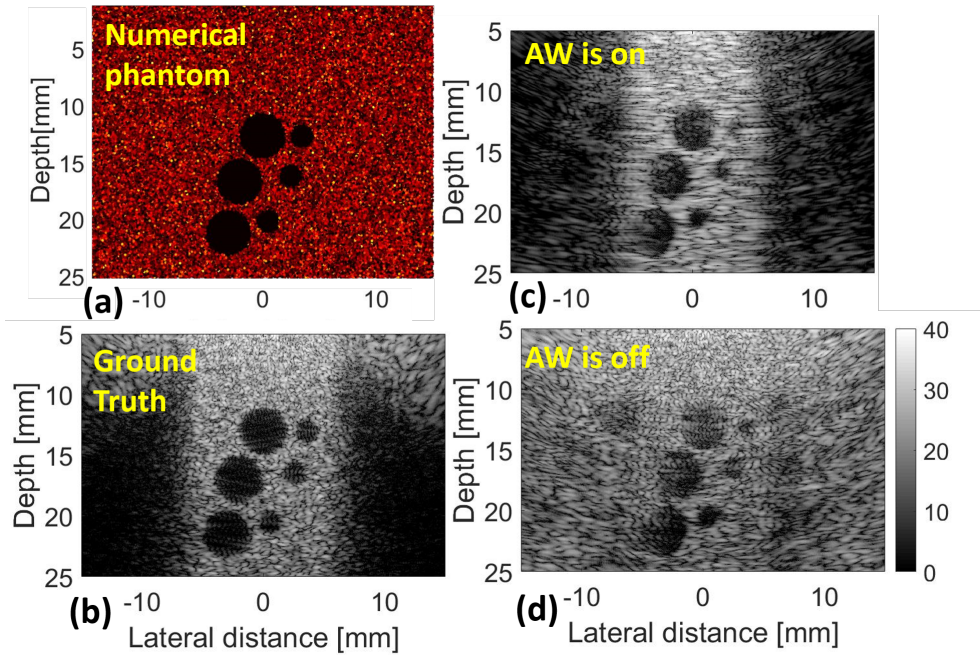 Numerical
phantom
Depth[mm]
5
10
15
20
25
-10
0
10
(a)
AW is on
Depth [mm]
5
10
15
20
25
-10
0
10
(c)
Ground
Truth
Depth [mm]
5
10
15
20
25
-10
0
10
(b)
Lateral distance [mm]
AW is off
Depth [mm]
5
10
15
20
25
-10
0
10
(d)
Lateral distance [mm]
40
30
20
10
0